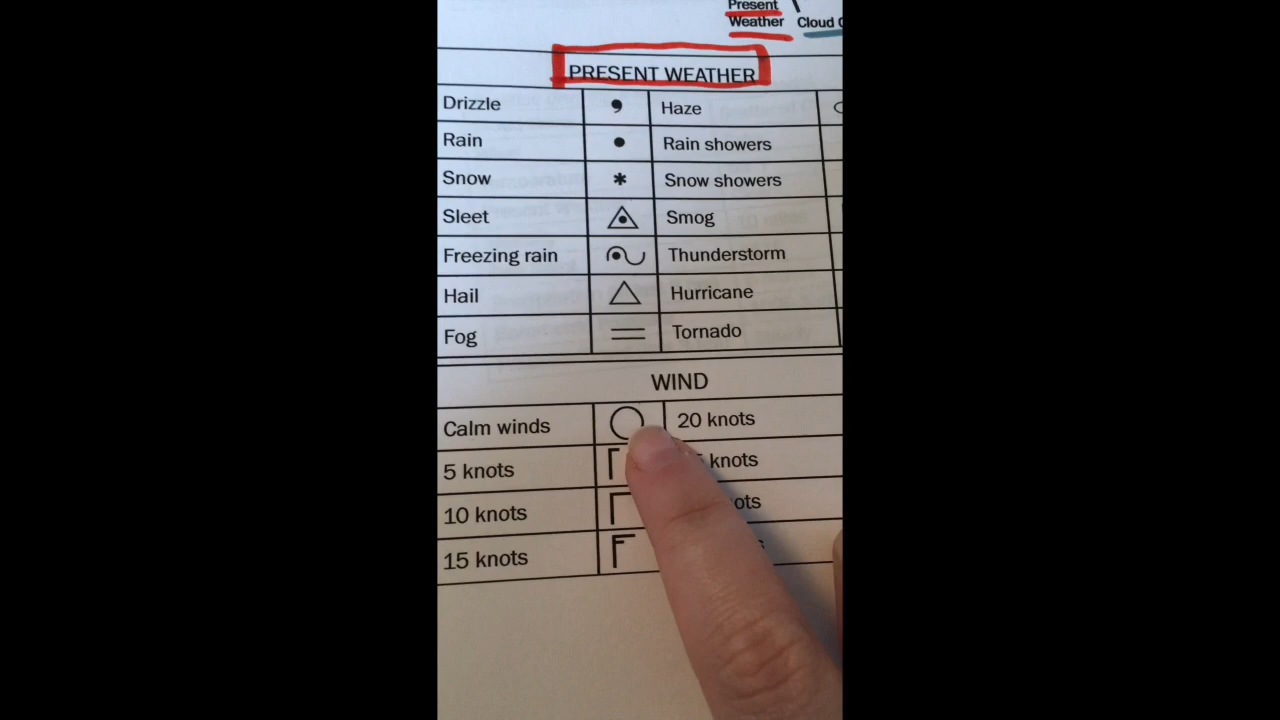 Present
Weather Cloud
PRESENT WEATHER
Drizzle Haze
Rain Rain showers
Snow Snow showers
Sleet Smog
Freezing rain Thunderstorm
Hail Hurricane
Fog Tornado
WIND
Calm winds 20 knots
5 knots knots
10 knots
15 knots